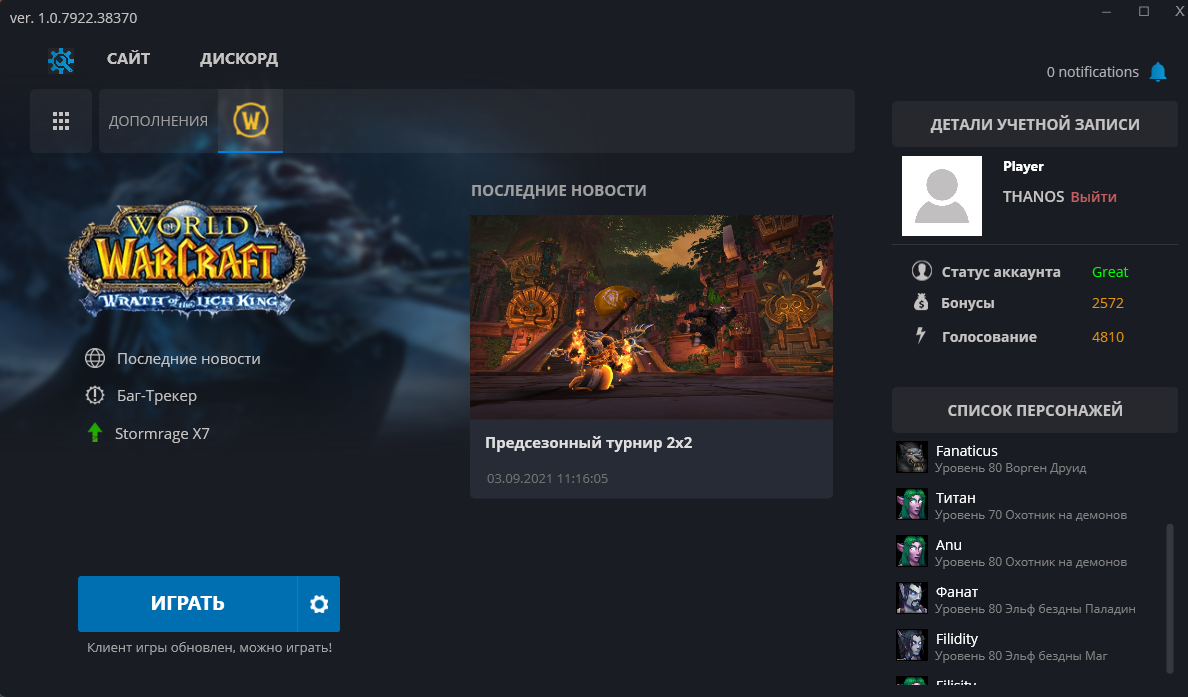 ver. 1.0.7922.38370
X
САЙТ
ДИСКОРД
0 notifications
ДОПОЛНЕНИЯ
W
ДЕТАЛИ УЧЕТНОЙ ЗАПИСИ
Player
THANOS Выйти
ПОСЛЕДНИЕ НОВОСТИ
WORLD
WARCRAFT
WRATH of the LICH KING
Статус аккаунта Great
Бонусы 2572
Голосование 4810
Последние новости
Баг-Трекер
Stormrage X7
Предсезонный турнир 2x2
03.09.2021 11:16:05
СПИСОК ПЕРСОНАЖЕЙ
Fanaticus
Уровень 80 Ворген Друид
Титан
Уровень 70 Охотник на демонов
Anu
Уровень 80 Охотник на демонов
Фанат
Уровень 80 Эльф бездны Паладин
Filidity
Уровень 80 Эльф бездны Маг
ИГРАТЬ
Клиент игры обновлен, можно играть!